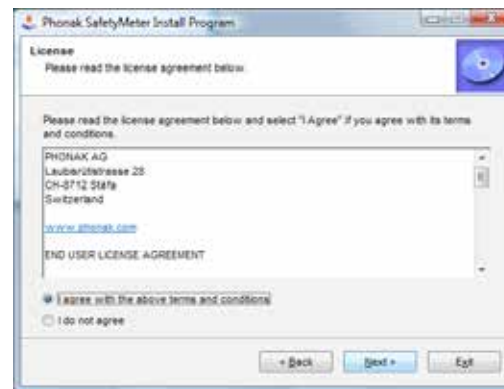 Phonak SafetyMeter Install Program
License
Please read the license agreement below.
Please read the license agreement below and select "I Agree" if you agree with its terms
and conditions.
PHONAK AG
Laubisrütistrasse 28
CH-8712 Stäfa
Switzerland
www.phonak.com
END USER LICENSE AGREEMENT
I agree with the above terms and conditions
I do not agree
< Back
Next >
Exit